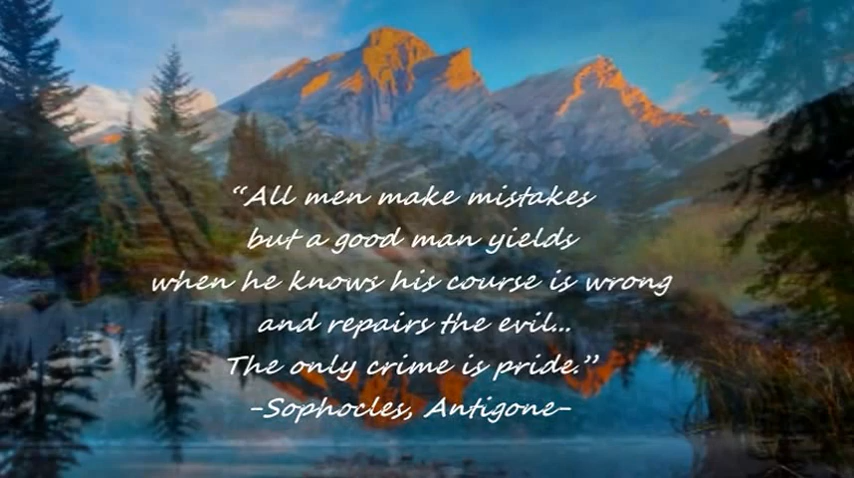 “All men make mistakes
but a good man yields
when he knows his course is wrong
and repairs the evil...
The only crime is pride.”
-Sophocles, Antigone-